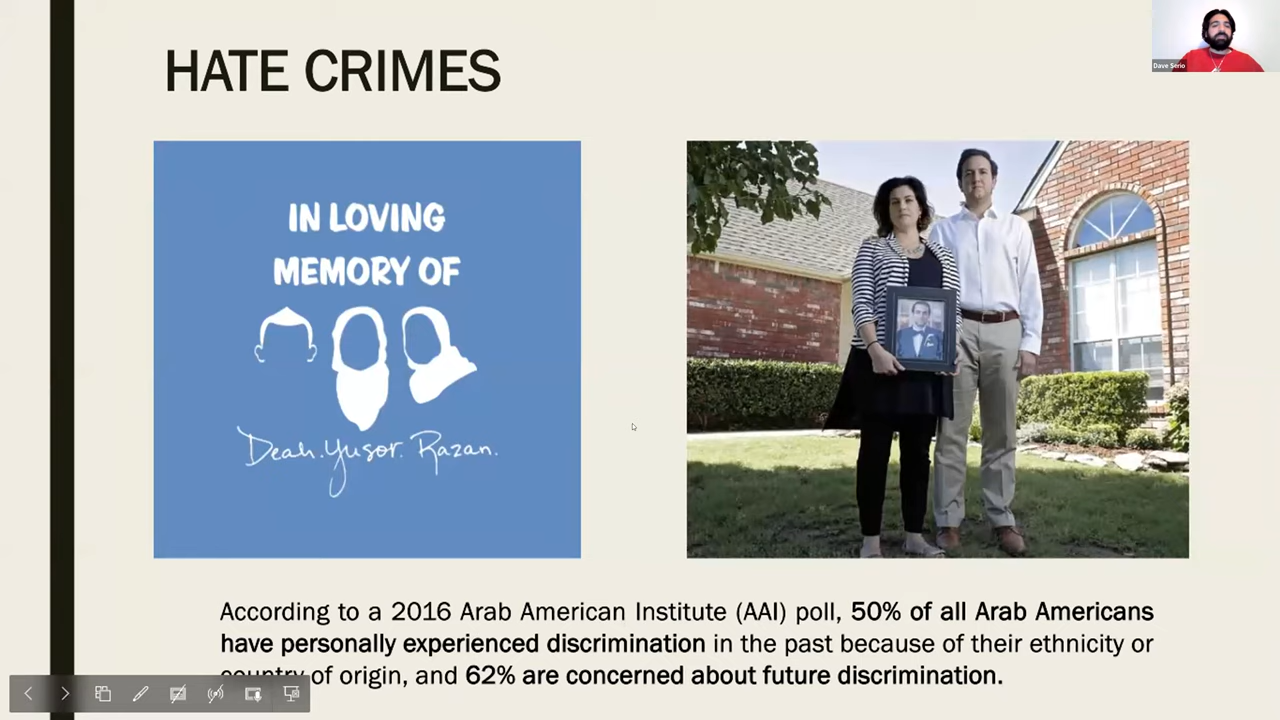 HATE CRIMES
Dave Serio
IN LOVING
MEMORY OF
Deah.Yusor.Razan.
According to a 2016 Arab American Institute (AAI) poll, 50% of all Arab Americans
have personally experienced discrimination in the past because of their ethnicity or
country of origin, and 62% are concerned about future discrimination.